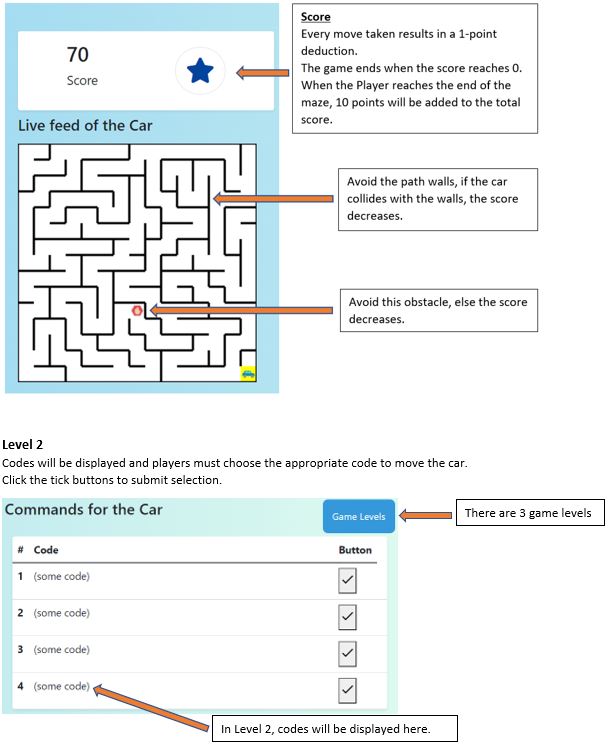 Score
Every move taken results in a 1-point
deduction.
The game ends when the score reaches 0.
When the Player reaches the end of the
maze, 10 points will be added to the total
score.
70
Score
Live feed of the Car
Avoid the path walls, if the car
collides with the walls, the score
decreases.
Avoid this obstacle, else the score
decreases.
Level 2
Codes will be displayed and players must choose the appropriate code to move the car.
Click the tick buttons to submit selection.
Commands for the Car
Game Levels
There are 3 game levels
# Code Button
1 (some code)
2 (some code)
3 (some code)
4 (some code)
In Level 2, codes will be displayed here.